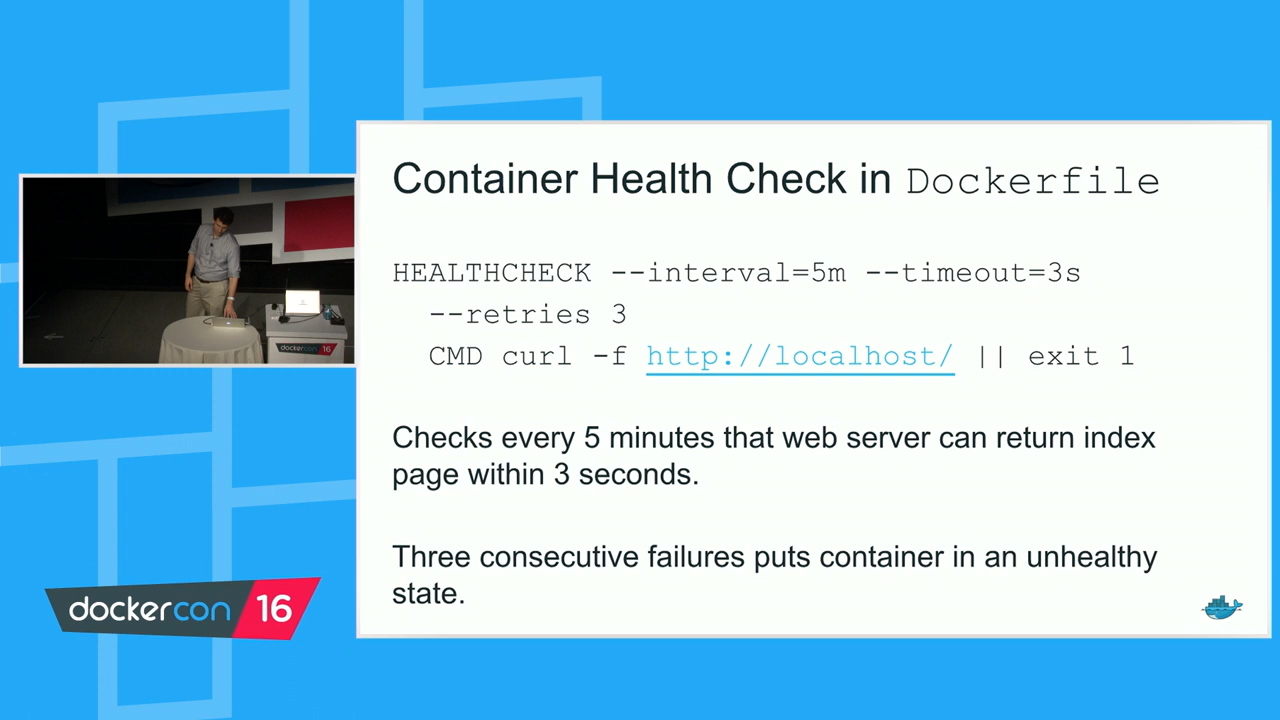 Container Health Check in Dockerfile
HEALTHCHECK --interval=5m --timeout=3s
--retries 3
CMD curl -f http://localhost/ || exit 1
Checks every 5 minutes that web server can return index
page within 3 seconds.
Three consecutive failures puts container in an unhealthy
state.
dockercon 16
dockercon 16